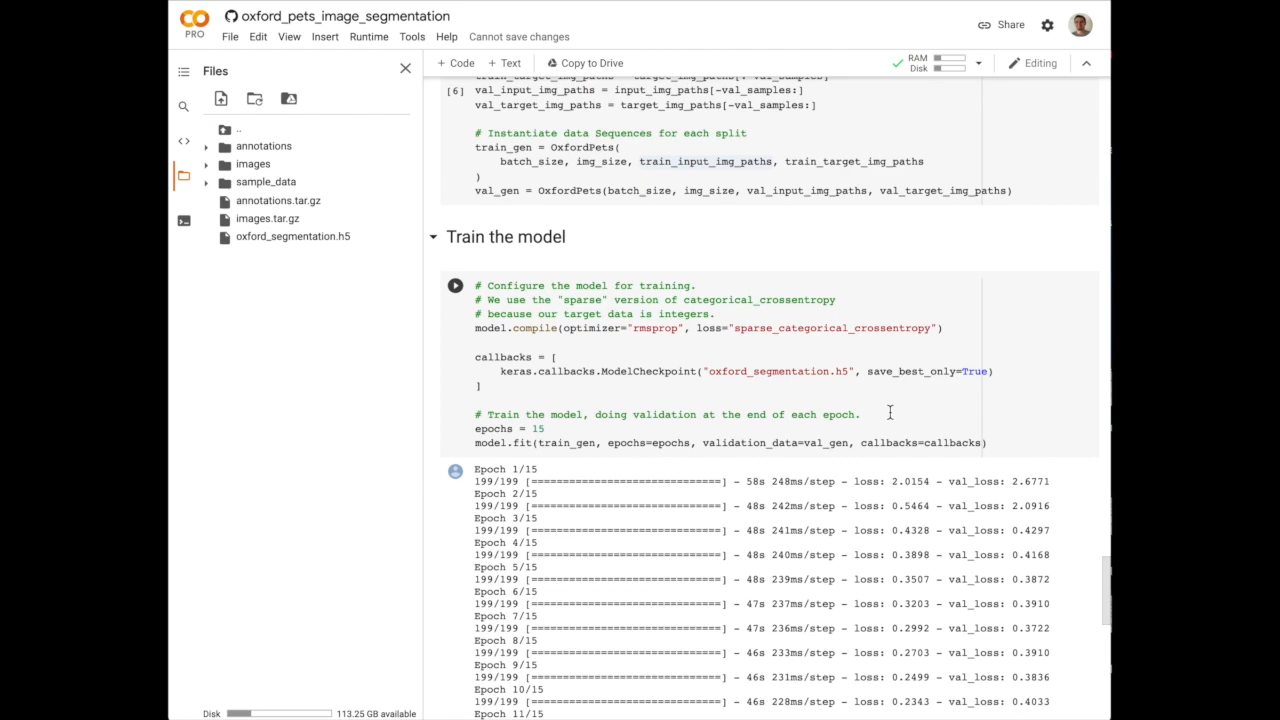 PRO
oxford_pets_image_segmentation
File Edit View Insert Runtime Tools Help Cannot save changes
Share
Files
+ Code + Text Copy to Drive
RAM
Disk
Editing
..
annotations
images
sample_data
annotations.tar.gz
images.tar.gz
oxford_segmentation.h5
Disk 113.25 GB available
train_target_img_paths = target_img_paths[:-val_samples]
[6] val_input_img_paths = input_img_paths[-val_samples:]
val_target_img_paths = target_img_paths[-val_samples:]
# Instantiate data Sequences for each split
train_gen = OxfordPets(
batch_size, img_size, train_input_img_paths, train_target_img_paths
)
val_gen = OxfordPets(batch_size, img_size, val_input_img_paths, val_target_img_paths)
Train the model
# Configure the model for training.
# We use the "sparse" version of categorical_crossentropy
# because our target data is integers.
model.compile(optimizer="rmsprop", loss="sparse_categorical_crossentropy")
callbacks = [
keras.callbacks.ModelCheckpoint("oxford_segmentation.h5", save_best_only=True)
]
# Train the model, doing validation at the end of each epoch.
epochs = 15
model.fit(train_gen, epochs=epochs, validation_data=val_gen, callbacks=callbacks)
Epoch 1/15
199/199 [==============================] - 58s 248ms/step - loss: 2.0154 - val_loss: 2.6771
Epoch 2/15
199/199 [==============================] - 48s 242ms/step - loss: 0.5464 - val_loss: 2.0916
Epoch 3/15
199/199 [==============================] - 48s 241ms/step - loss: 0.4328 - val_loss: 0.4297
Epoch 4/15
199/199 [==============================] - 48s 240ms/step - loss: 0.3898 - val_loss: 0.4168
Epoch 5/15
199/199 [==============================] - 48s 239ms/step - loss: 0.3507 - val_loss: 0.3872
Epoch 6/15
199/199 [==============================] - 47s 237ms/step - loss: 0.3203 - val_loss: 0.3910
Epoch 7/15
199/199 [==============================] - 47s 236ms/step - loss: 0.2992 - val_loss: 0.3722
Epoch 8/15
199/199 [==============================] - 46s 233ms/step - loss: 0.2703 - val_loss: 0.3910
Epoch 9/15
199/199 [==============================] - 46s 231ms/step - loss: 0.2499 - val_loss: 0.3836
Epoch 10/15
199/199 [==============================] - 46s 228ms/step - loss: 0.2343 - val_loss: 0.4033
Epoch 11/15